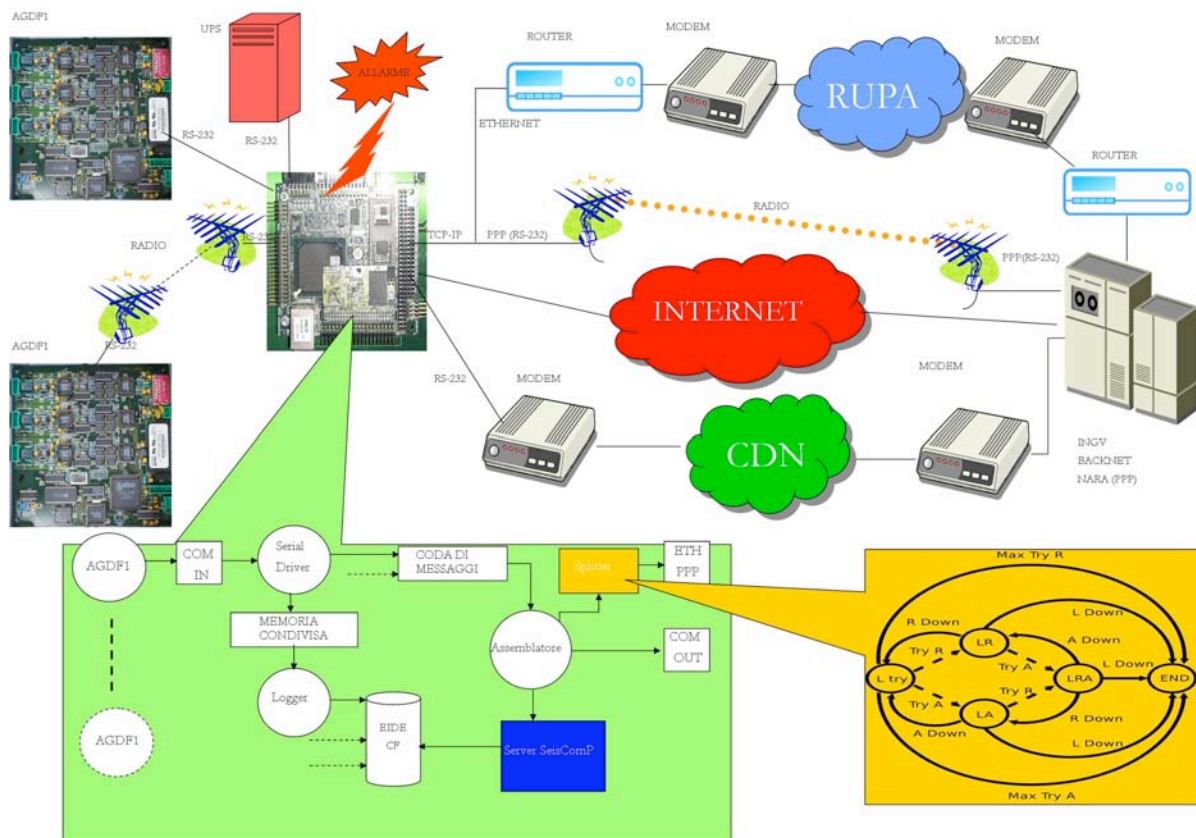 AGDF1
UPS
ALLARME
ROUTER
MODEM
RUPA
MODEM
RS-232
RS-232
ETHERNET
ROUTER
RADIO
RS-232
TCP-IP
PPP (RS-232)
RADIO
PPP(RS-232)
INTERNET
AGDF1
RS-232
RS-232
MODEM
MODEM
CDN
INGV
BACKNET
NARA (PPP)
AGDF1
COM
IN
Serial
Driver
CODA DI
MESSAGGI
Splitter
ETH
PPP
MEMORIA
CONDIVISA
Assemblatore
COM
OUT
Logger
AGDF1
EIDE
CF
Server SeisComP
Max Try R
R Down
L Down
Try R
LR
A Down
Try A
L Down
L try
LRA
END
Try R
Try A
LA
A Down
R Down
L Down
Max Try A